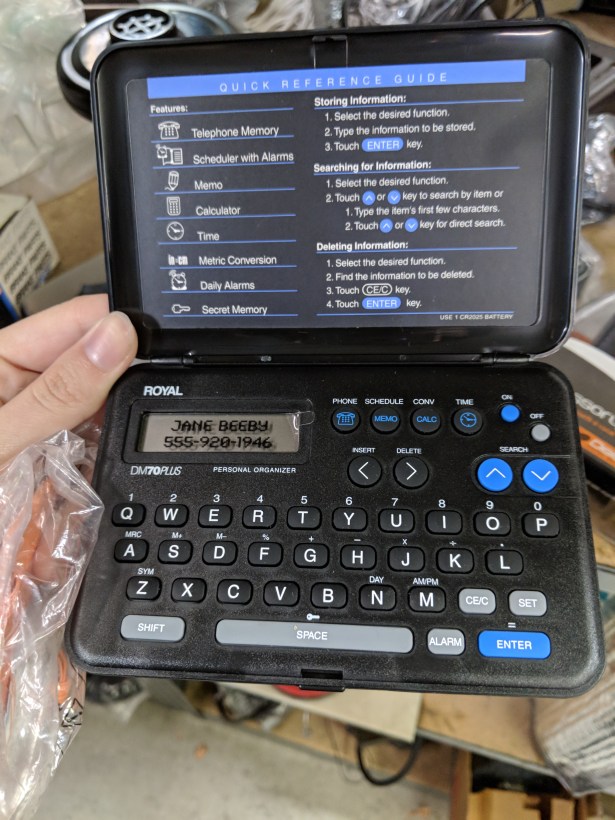 QUICK REFERENCE GUIDE
Features:
Telephone Memory
Scheduler with Alarms
Memo
Calculator
Time
in◂▸cm Metric Conversion
Daily Alarms
Secret Memory
Storing Information:
1. Select the desired function.
2. Type the information to be stored.
3. Touch ENTER key.
Searching for Information:
1. Select the desired function.
2. Touch ∧ or ∨ key to search by item or
1. Type the item's first few characters.
2. Touch ∧ or ∨ key for direct search.
Deleting Information:
1. Select the desired function.
2. Find the information to be deleted.
3. Touch CE/C key.
4. Touch ENTER key.
USE 1 CR2025 BATTERY
ROYAL
JANE BEEBY
555-920-1946
DM70PLUS PERSONAL ORGANIZER
PHONE SCHEDULE CONV TIME ON
MEMO CALC
OFF
INSERT DELETE SEARCH
< > ∧ ∨
1 2 3 4 5 6 7 8 9 0
Q W E R T Y U I O P
MRC M+ M- % + − x ÷ •
A S D F G H J K L
SYM DAY AM/PM
Z X C V B N M CE/C SET
=
SHIFT SPACE ALARM ENTER